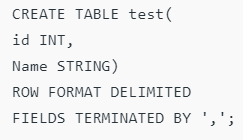 CREATE TABLE test(
id INT,
Name STRING)
ROW FORMAT DELIMITED
FIELDS TERMINATED BY ',';